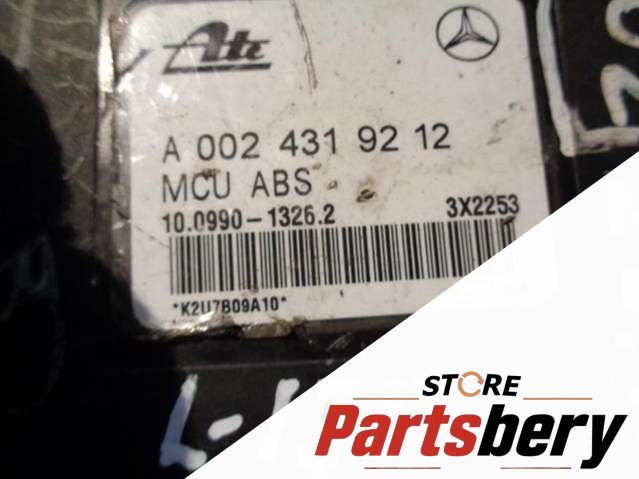 Ate
A 002 431 92 12
MCU ABS
10.0990-1326.2 3X2253
*K2U7B09A10*
STORE
Partsbery